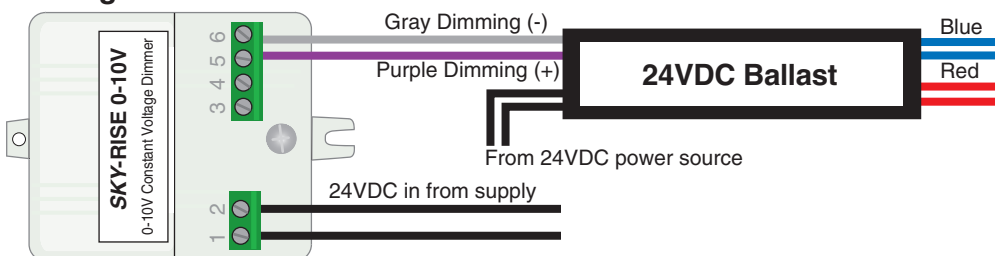 Gray Dimming (-)
Purple Dimming (+)
24VDC Ballast
Blue
Red
From 24VDC power source
24VDC in from supply
SKY-RISE 0-10V
0-10V Constant Voltage Dimmer
6
5
4
3
2
1